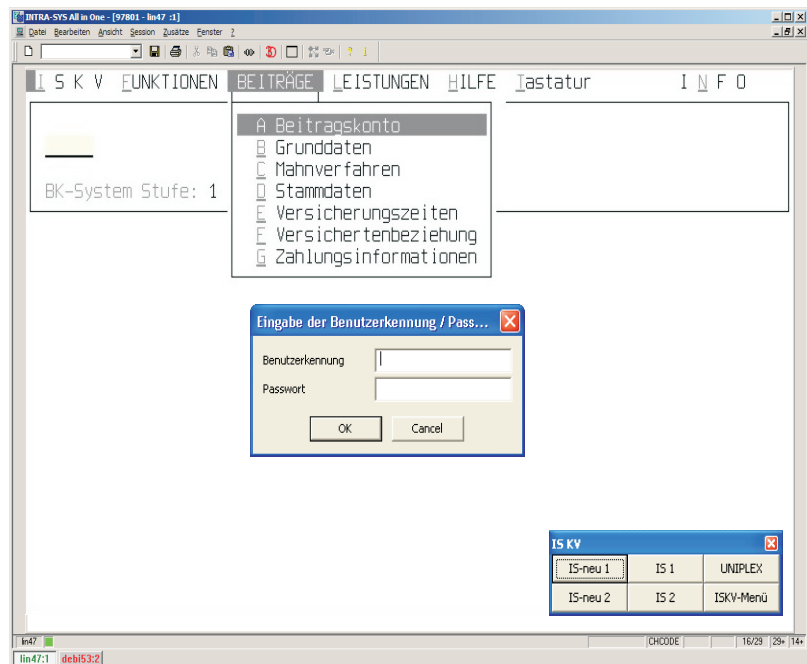 INTRA-SYS All in One - [97801 - lin47 :1]
Datei Bearbeiten Ansicht Session Zusätze Fenster ?
I S K V FUNKTIONEN BEITRÄGE LEISTUNGEN HILFE Tastatur I N F O
A Beitragskonto
B Grunddaten
C Mahnverfahren
BK-System Stufe: 1 D Stammdaten
E Versicherungszeiten
F Versichertenbeziehung
G Zahlungsinformationen
Eingabe der Benutzerkennung / Pass...
Benutzerkennung
Passwort
OK Cancel
IS KV
IS-neu 1 IS 1 UNIPLEX
IS-neu 2 IS 2 ISKV-Menü
lin47 CHCODE 16/29 29+ 14+
lin47:1 debi53:2